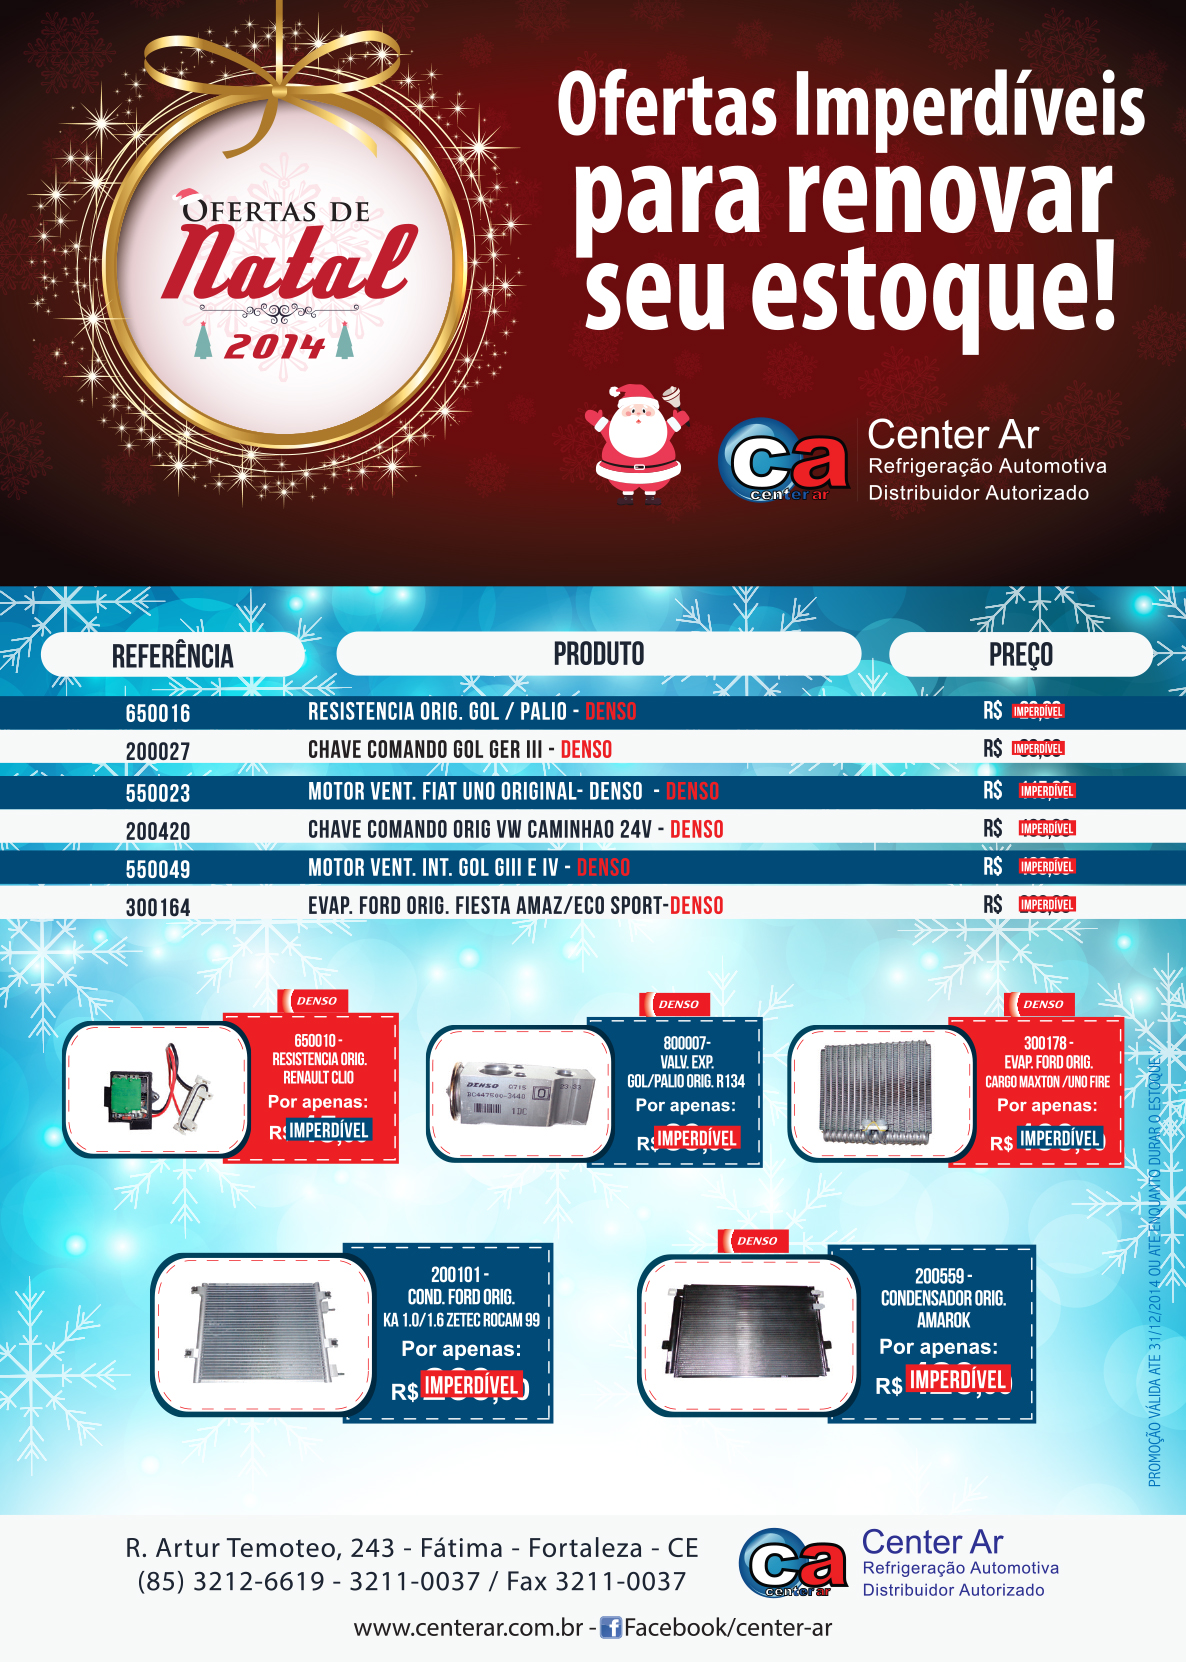 OFERTAS DE
Natal
2014
Ofertas Imperdíveis
para renovar
seu estoque!
ca
center ar
Center Ar
Refrigeração Automotiva
Distribuidor Autorizado
REFERÊNCIA PRODUTO PREÇO
650016 RESISTENCIA ORIG. GOL / PALIO - DENSO R$ IMPERDÍVEL
200027 CHAVE COMANDO GOL GER III - DENSO R$ IMPERDÍVEL
550023 MOTOR VENT. FIAT UNO ORIGINAL- DENSO - DENSO R$ IMPERDÍVEL
200420 CHAVE COMANDO ORIG VW CAMINHAO 24V - DENSO R$ IMPERDÍVEL
550049 MOTOR VENT. INT. GOL GIII E IV - DENSO R$ IMPERDÍVEL
300164 EVAP. FORD ORIG. FIESTA AMAZ/ECO SPORT-DENSO R$ IMPERDÍVEL
DENSO
650010 -
RESISTENCIA ORIG.
RENAULT CLIO
Por apenas:
R$ IMPERDÍVEL
DENSO
800007-
VALV. EXP.
GOL/PALIO ORIG. R134
Por apenas:
R$ IMPERDÍVEL
DENSO 0715
1DC
DENSO
300178 -
EVAP. FORD ORIG.
CARGO MAXTON /UNO FIRE
Por apenas:
R$ IMPERDÍVEL
200101 -
COND. FORD ORIG.
KA 1.0/1.6 ZETEC ROCAM 99
Por apenas:
R$ IMPERDÍVEL
DENSO
200559 -
CONDENSADOR ORIG.
AMAROK
Por apenas:
R$ IMPERDÍVEL
PROMOÇÃO VÁLIDA ATE 31/12/2014 OU ATE ENQUANTO DURAR O ESTOQUE.
R. Artur Temoteo, 243 - Fátima - Fortaleza - CE
(85) 3212-6619 - 3211-0037 / Fax 3211-0037
www.centerar.com.br - Facebook/center-ar
ca
center ar
Center Ar
Refrigeração Automotiva
Distribuidor Autorizado